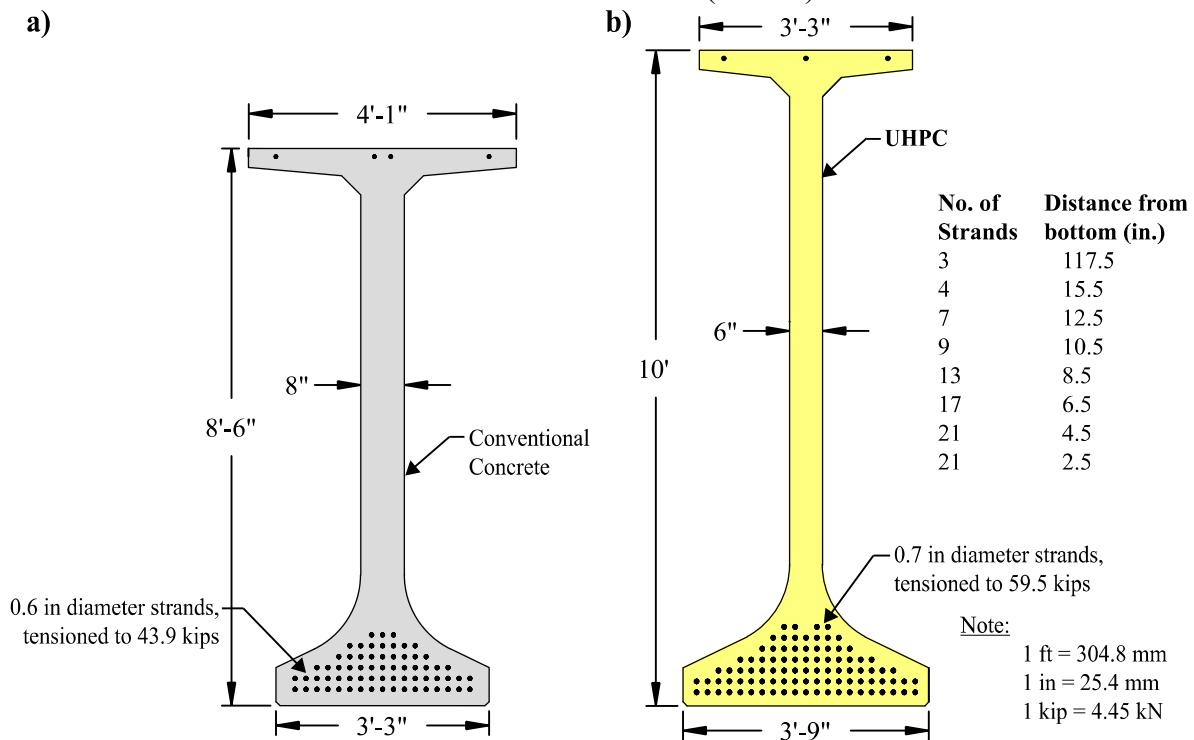 a)
b)
3'-3"
4'-1"
UHPC
No. of Distance from
Strands bottom (in.)
3 117.5
4 15.5
7 12.5
9 10.5
13 8.5
17 6.5
21 4.5
21 2.5
6"
10'
8"
8'-6"
Conventional
Concrete
0.7 in diameter strands,
tensioned to 59.5 kips
0.6 in diameter strands,
tensioned to 43.9 kips
Note:
1 ft = 304.8 mm
1 in = 25.4 mm
1 kip = 4.45 kN
3'-3"
3'-9"